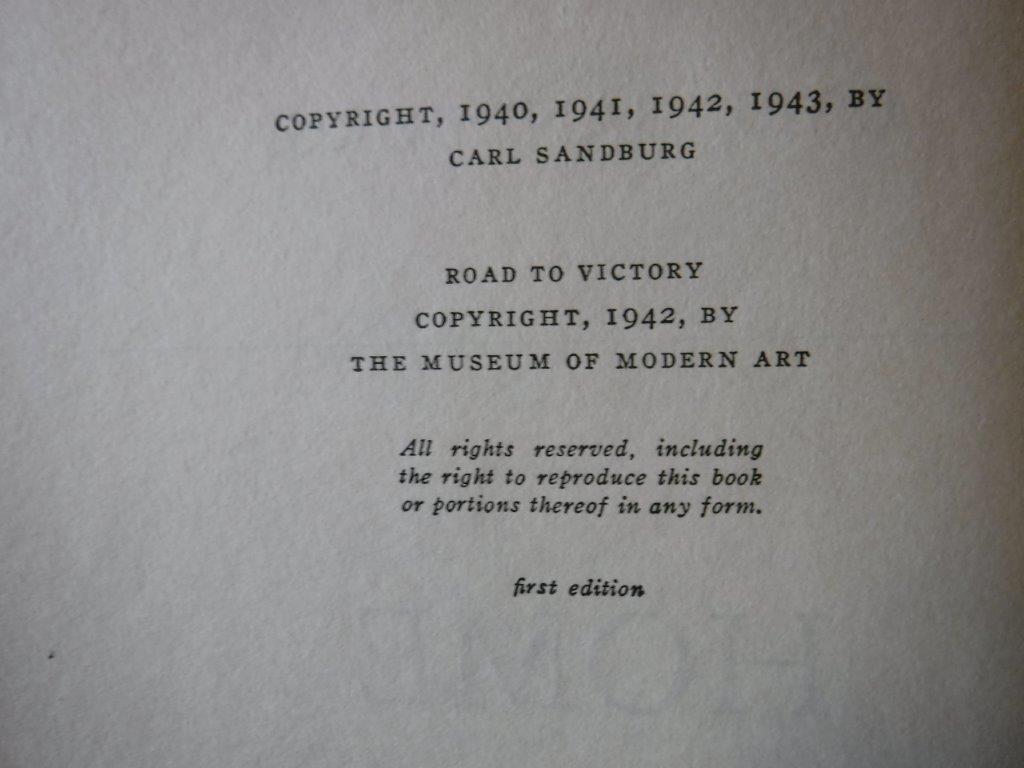 COPYRIGHT, 1940, 1941, 1942, 1943, BY
CARL SANDBURG
ROAD TO VICTORY
COPYRIGHT, 1942, BY
THE MUSEUM OF MODERN ART
All rights reserved, including
the right to reproduce this book
or portions thereof in any form.
first edition
HOME